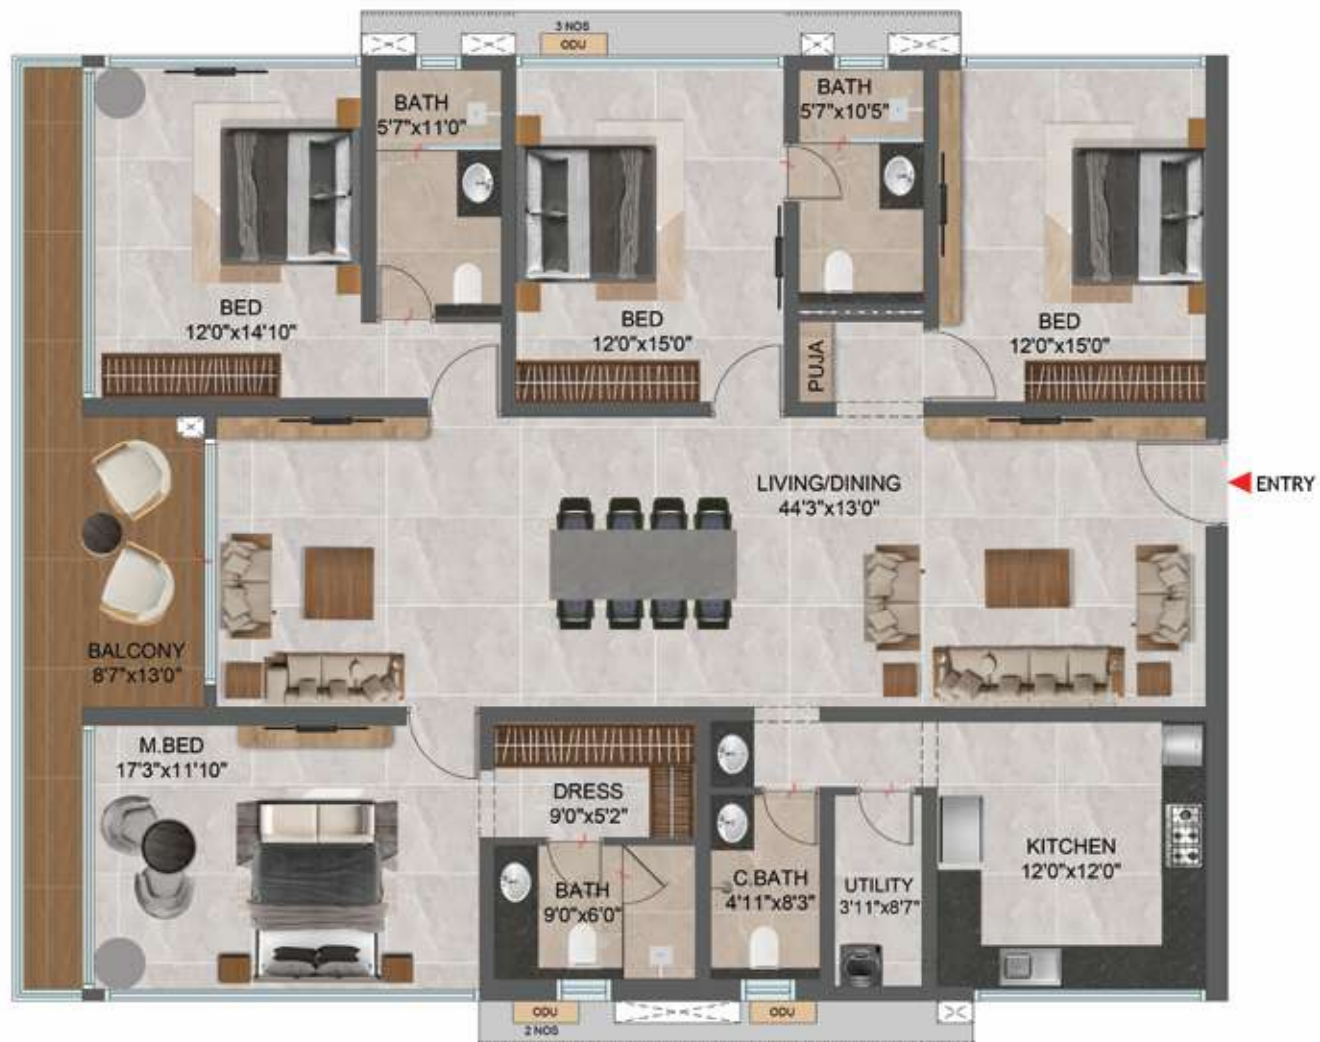 3 NOS
ODU
BATH
5'7"x11'0"
BATH
5'7"x10'5"
BED
12'0"x14'10"
BED
12'0"x15'0"
PUJA
BED
12'0"x15'0"
LIVING/DINING
44'3"x13'0"
ENTRY
BALCONY
8'7"x13'0"
M.BED
17'3"x11'10"
DRESS
9'0"x5'2"
BATH
9'0"x6'0"
C.BATH
4'11"x8'3"
UTILITY
3'11"x8'7"
KITCHEN
12'0"x12'0"
ODU
2 NOS
ODU